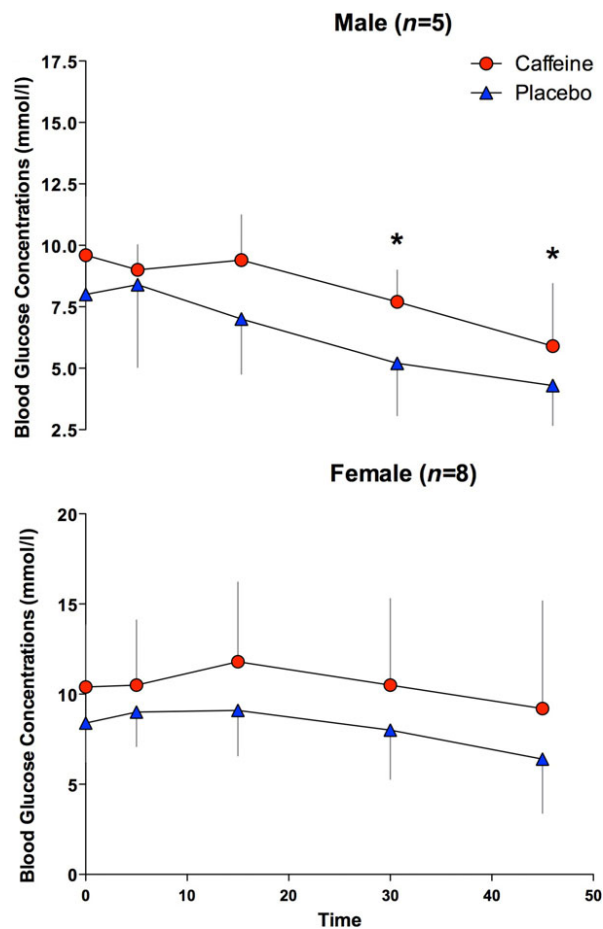 Male (n=5)
Caffeine
Placebo
Blood Glucose Concentrations (mmol/l)
17.5
15.0
12.5
10.0
7.5
5.0
2.5
*
*
Female (n=8)
Blood Glucose Concentrations (mmol/l)
20
15
10
5
0
0 10 20 30 40 50
Time